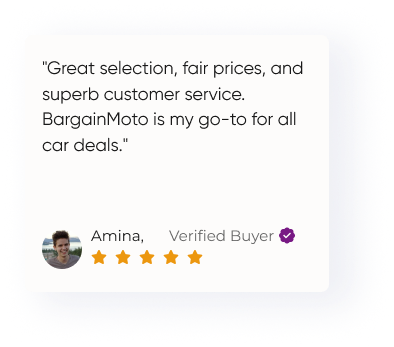 "Great selection, fair prices, and
superb customer service.
BargainMoto is my go-to for all
car deals."
Amina, Verified Buyer